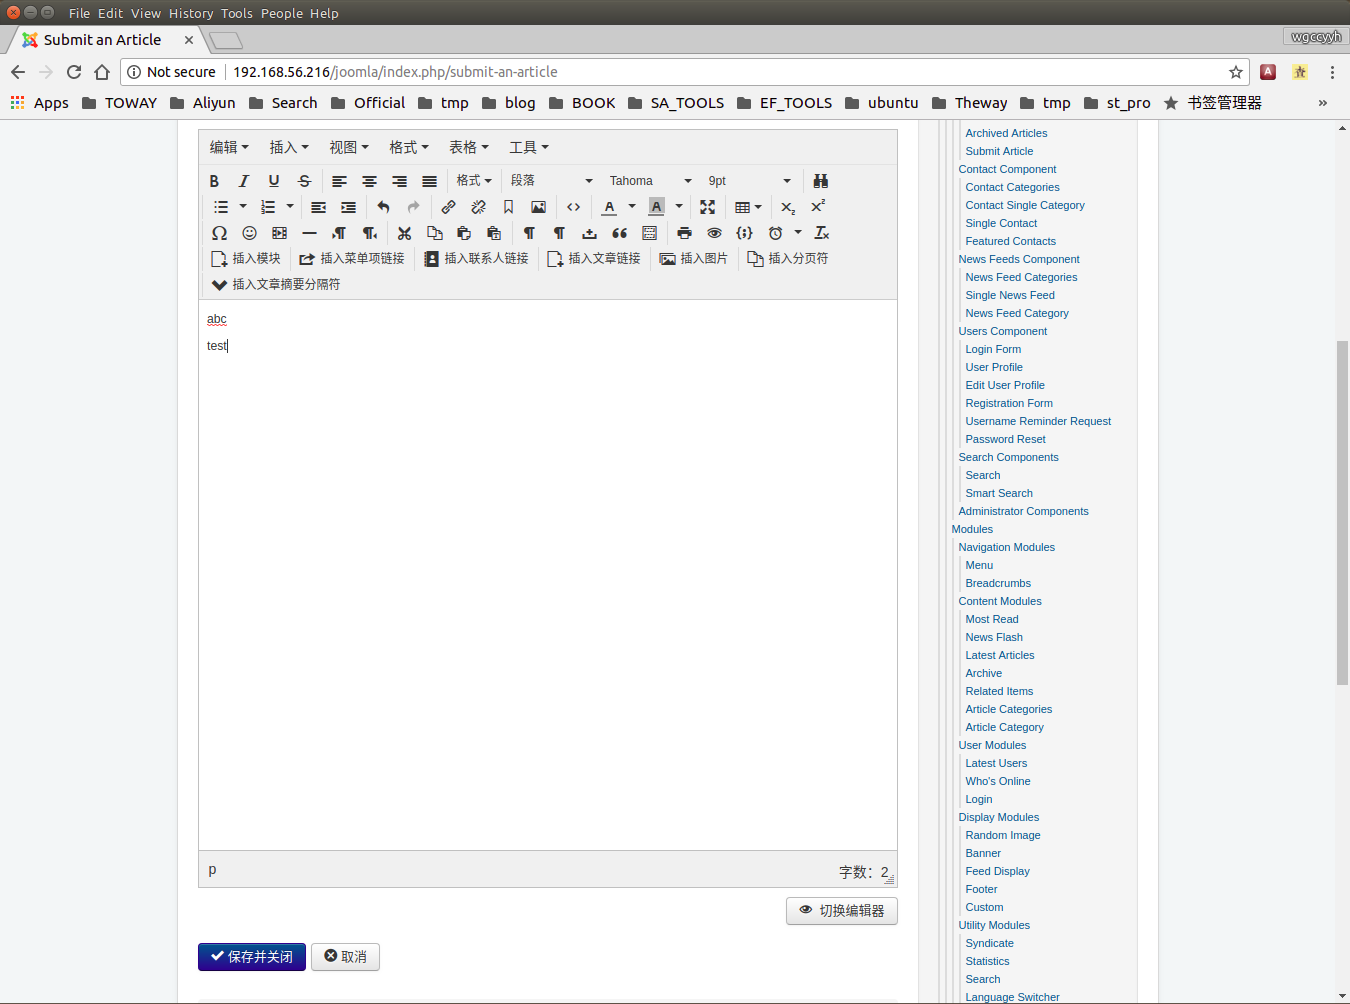 File Edit View History Tools People Help
Submit an Article
wgccyyh
Not secure 192.168.56.216/joomla/index.php/submit-an-article
Apps TOWAY Aliyun Search Official tmp blog BOOK SA_TOOLS EF_TOOLS ubuntu Theway tmp st_pro 书签管理器 »
编辑 插入 视图 格式 表格 工具
B I U S 格式 段落 Tahoma 9pt
插入模块 插入菜单项链接 插入联系人链接 插入文章链接 插入图片 插入分页符
插入文章摘要分隔符
abc
test
p 字数：2
切换编辑器
保存并关闭 取消
Archived Articles
Submit Article
Contact Component
Contact Categories
Contact Single Category
Single Contact
Featured Contacts
News Feeds Component
News Feed Categories
Single News Feed
News Feed Category
Users Component
Login Form
User Profile
Edit User Profile
Registration Form
Username Reminder Request
Password Reset
Search Components
Search
Smart Search
Administrator Components
Modules
Navigation Modules
Menu
Breadcrumbs
Content Modules
Most Read
News Flash
Latest Articles
Archive
Related Items
Article Categories
Article Category
User Modules
Latest Users
Who's Online
Login
Display Modules
Random Image
Banner
Feed Display
Footer
Custom
Utility Modules
Syndicate
Statistics
Search
Language Switcher